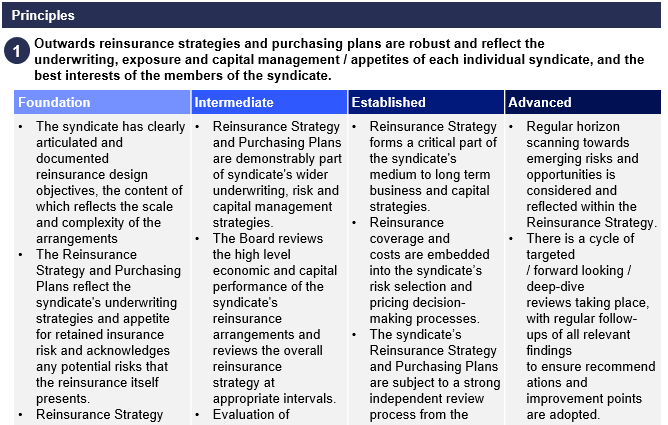 Principles
1
Outwards reinsurance strategies and purchasing plans are robust and reflect the
underwriting, exposure and capital management / appetites of each individual syndicate, and the
best interests of the members of the syndicate.
Foundation
• The syndicate has clearly
articulated and
documented
reinsurance design
objectives, the content of
which reflects the scale
and complexity of the
arrangements
• The Reinsurance
Strategy and Purchasing
Plans reflect the
syndicate's underwriting
strategies and appetite
for retained insurance
risk and acknowledges
any potential risks that
the reinsurance itself
presents.
• Reinsurance Strategy
Intermediate
• Reinsurance Strategy
and Purchasing Plans
are demonstrably part
of syndicate's wider
underwriting, risk and
capital management
strategies.
• The Board reviews
the high level
economic and capital
performance of the
syndicate's
reinsurance
arrangements and
reviews the overall
reinsurance
strategy at
appropriate intervals.
• Evaluation of
Established
• Reinsurance Strategy
forms a critical part of
the syndicate's
medium to long term
business and capital
strategies.
• Reinsurance
coverage and
costs are embedded
into the syndicate's
risk selection and
pricing decision-
making processes.
• The syndicate's
Reinsurance Strategy
and Purchasing Plans
are subject to a strong
independent review
process from the
Advanced
• Regular horizon
scanning towards
emerging risks and
opportunities is
considered and
reflected within the
Reinsurance Strategy.
• There is a cycle of
targeted
/ forward looking /
deep-dive
reviews taking place,
with regular follow-
ups of all relevant
findings
to ensure recommend
ations and
improvement points
are adopted.